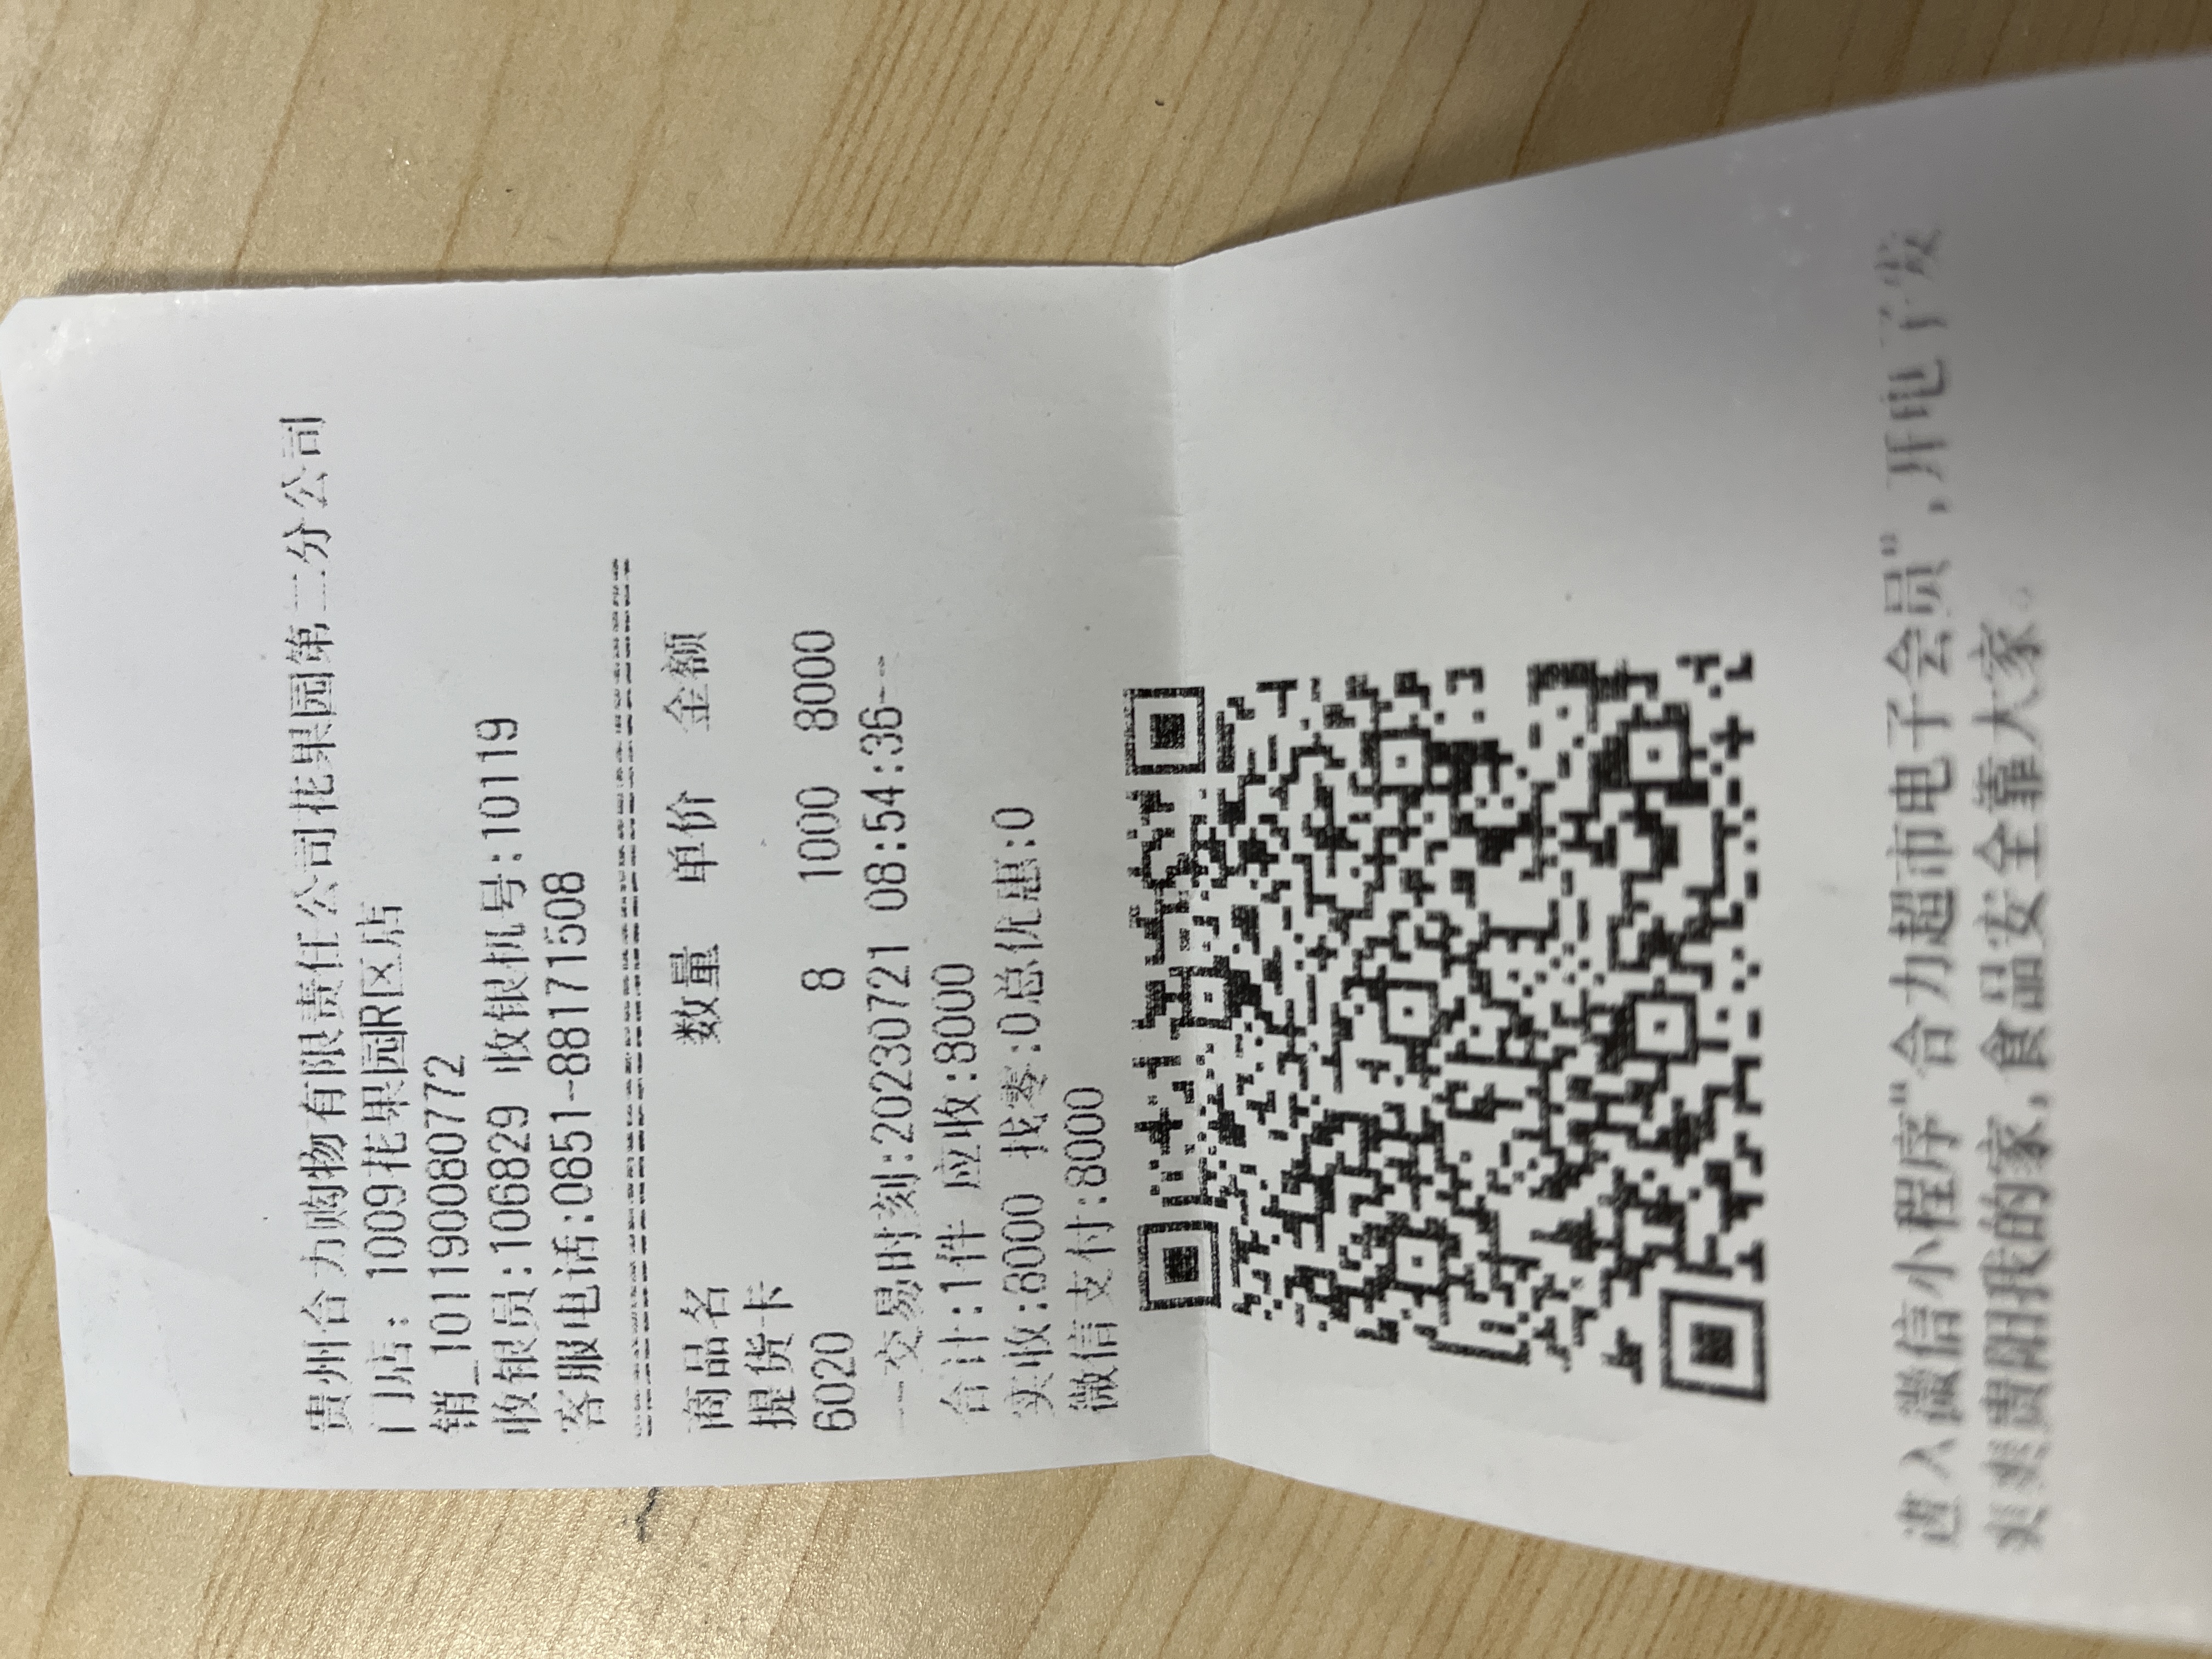 贵州合力购物有限责任公司花果园第二分公司
门店: 1009花果园R区店
销_101190080772
收银员:106829 收银机号:10119
客服电话:0851-88171508
========================================
商品名 数量 单价 金额
提货卡
6020 8 1000 8000
--交易时刻:20230721 08:54:36--
合计:1件 应收:8000
实收:8000 找零:0总优惠:0
微信支付:8000
进入微信小程序“合力超市电子会员”,开电子发
爽爽贵阳我的家,食品安全靠大家。